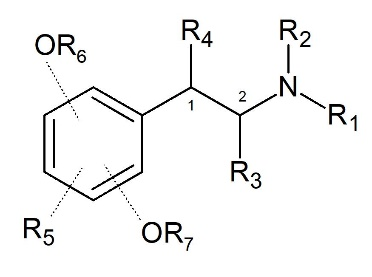 OR₆
R₄
R₂
N
R₁
1
2
R₃
R₅
OR₇